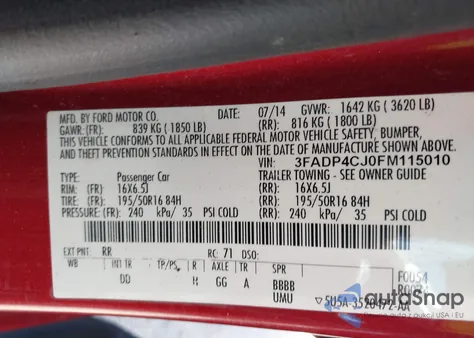 MFD. BY FORD MOTOR CO.
DATE: 07/14 GVWR: 1642 KG ( 3620 LB)
GAWR: (FR) 839 KG ( 1850 LB) (RR) 816 KG ( 1800 LB)
THIS VEHICLE CONFORMS TO ALL APPLICABLE FEDERAL MOTOR VEHICLE SAFETY, BUMPER,
AND THEFT PREVENTION STANDARDS IN EFFECT ON THE DATE OF MANUFACTURE SHOWN ABOVE.
VIN: 3FADP4CJ0FM115010
TYPE: Passenger Car TRAILER TOWING - SEE OWNER GUIDE
RIM: (FR) 16X6.5J (RR) 16X6.5J
TIRE: (FR) 195/50R16 84H (RR) 195/50R16 84H
PRESSURE: (FR) 240 kPa/ 35 PSI COLD (RR) 240 kPa/ 35 PSI COLD
EXT PNT: RR RC: 71 DSO:
WB INT TR TP/PS R AXLE TR SPR
DD H GG A BBBB
UMU
F0054
5U5A-3520472-AA
autoSnap